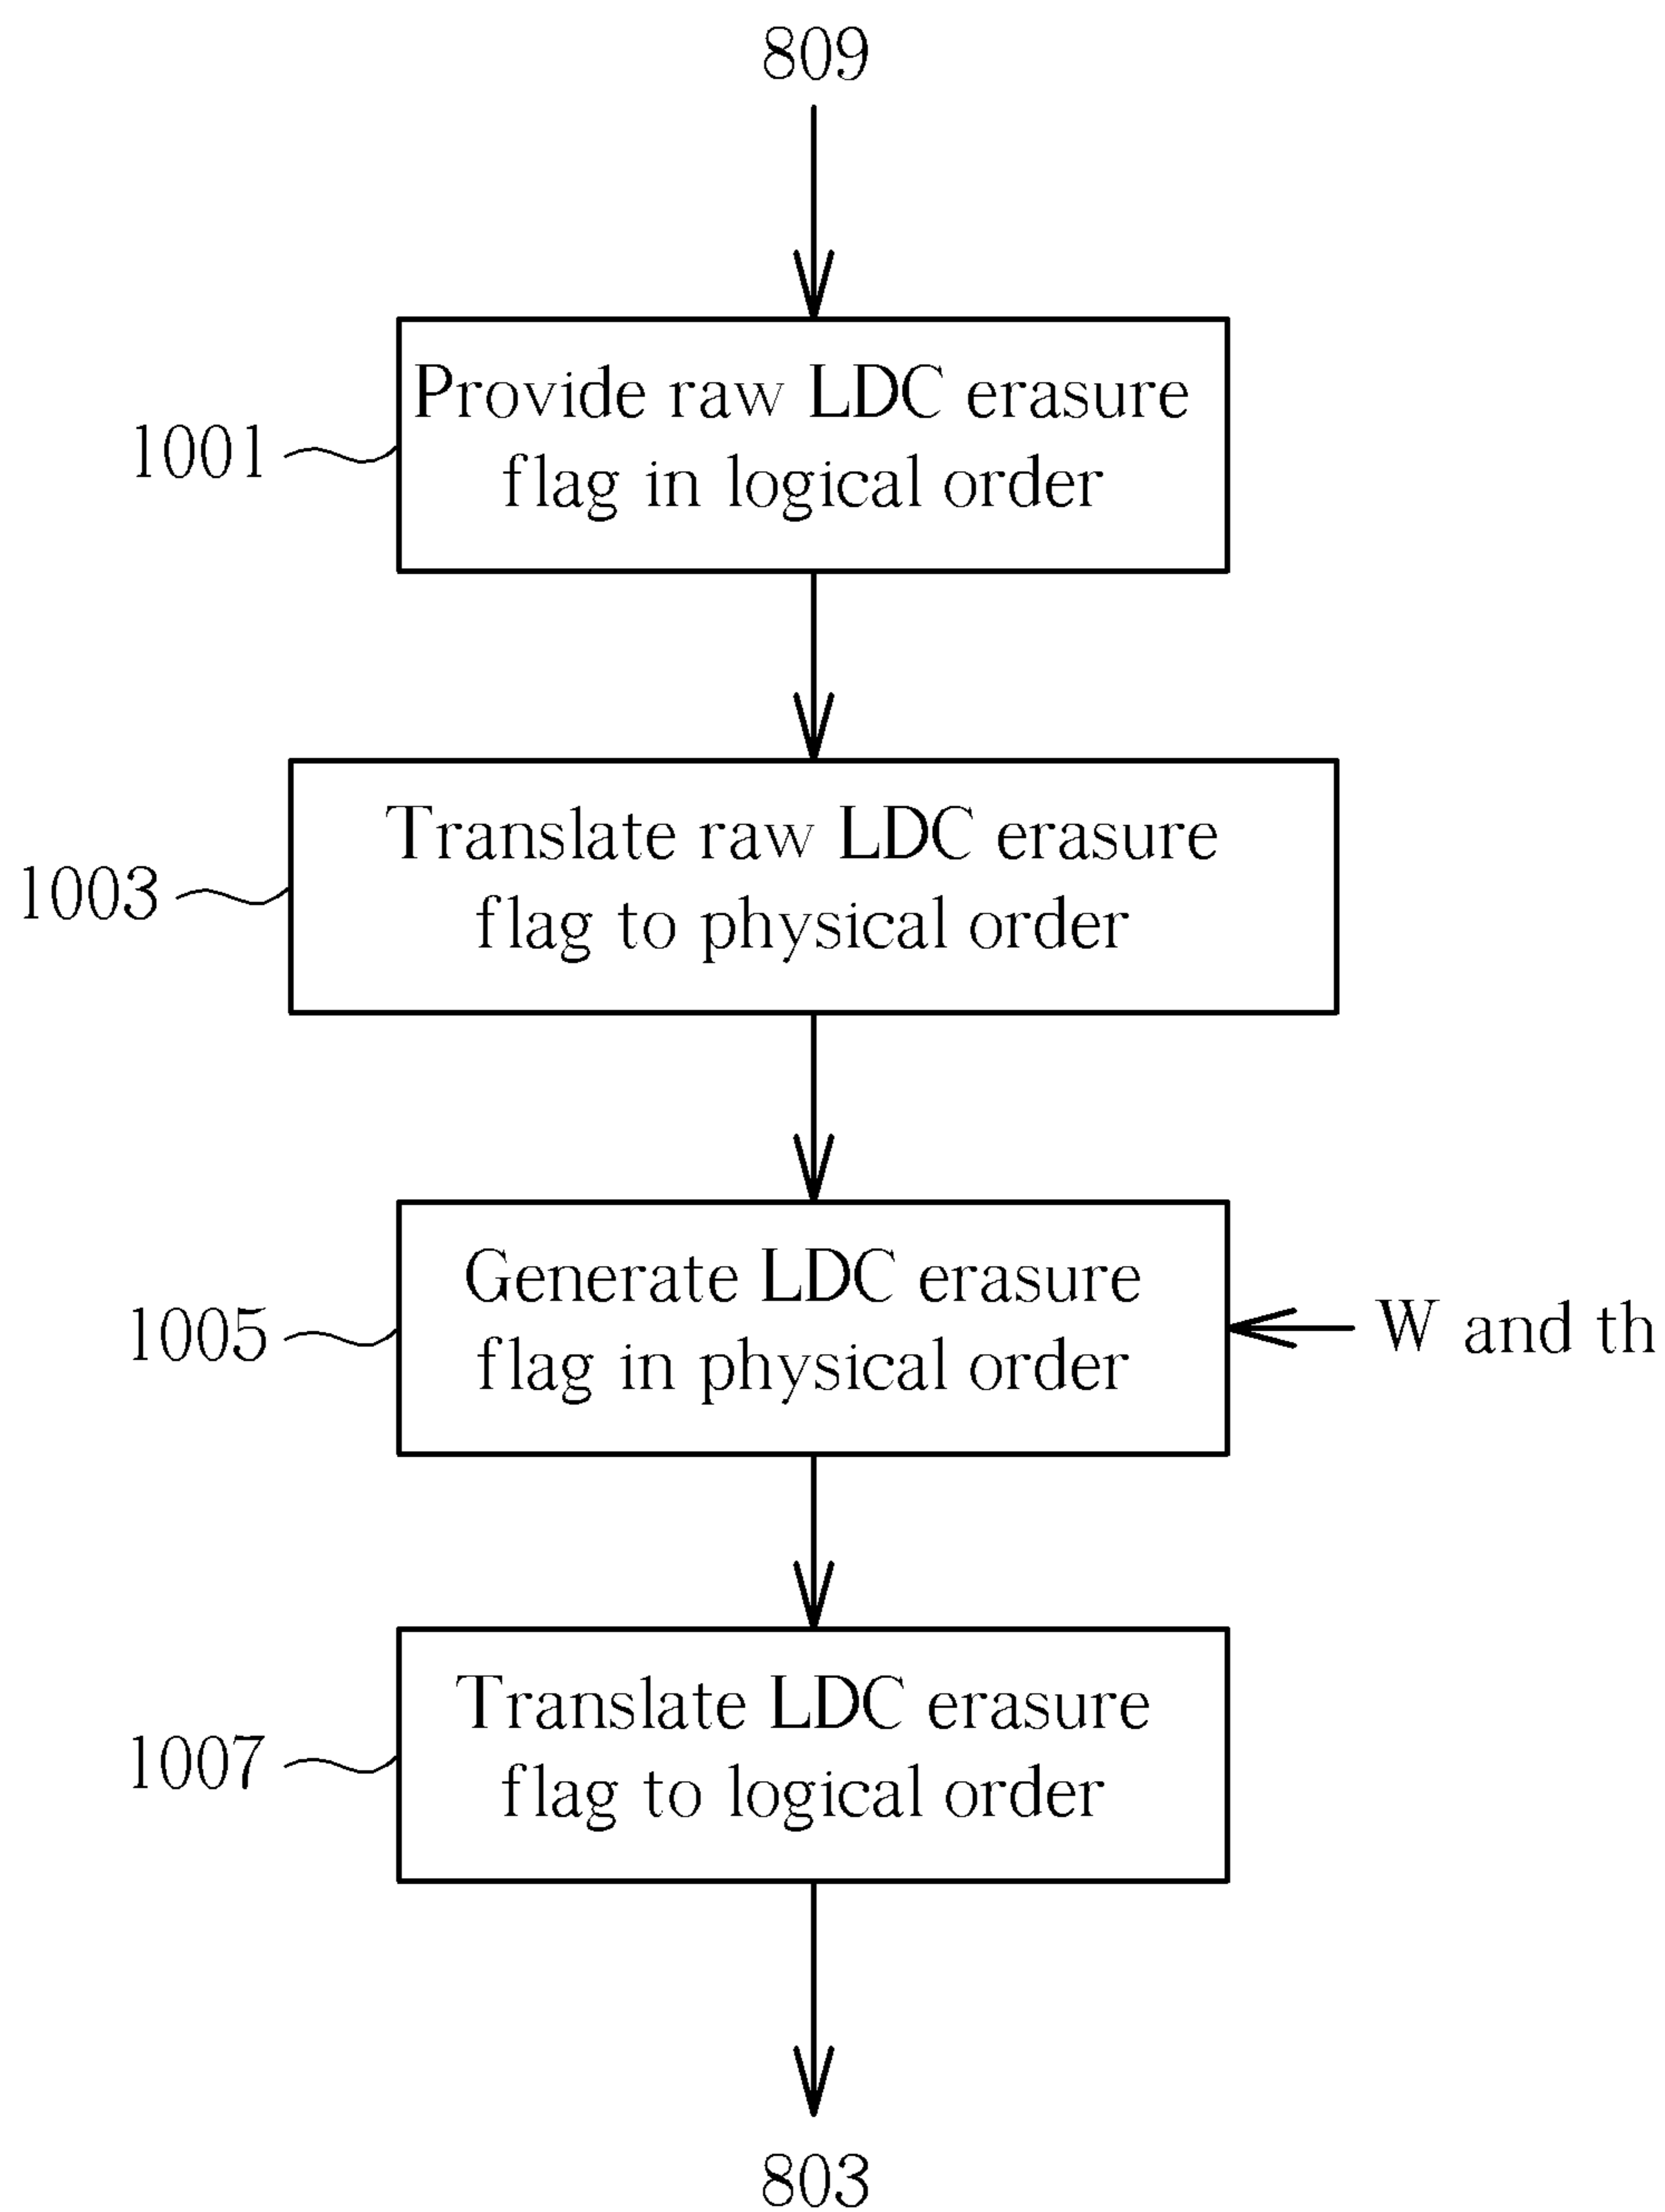 809
Provide raw LDC erasure
flag in logical order
1001
Translate raw LDC erasure
flag to physical order
1003
Generate LDC erasure
flag in physical order
1005
W and th
Translate LDC erasure
flag to logical order
1007
803